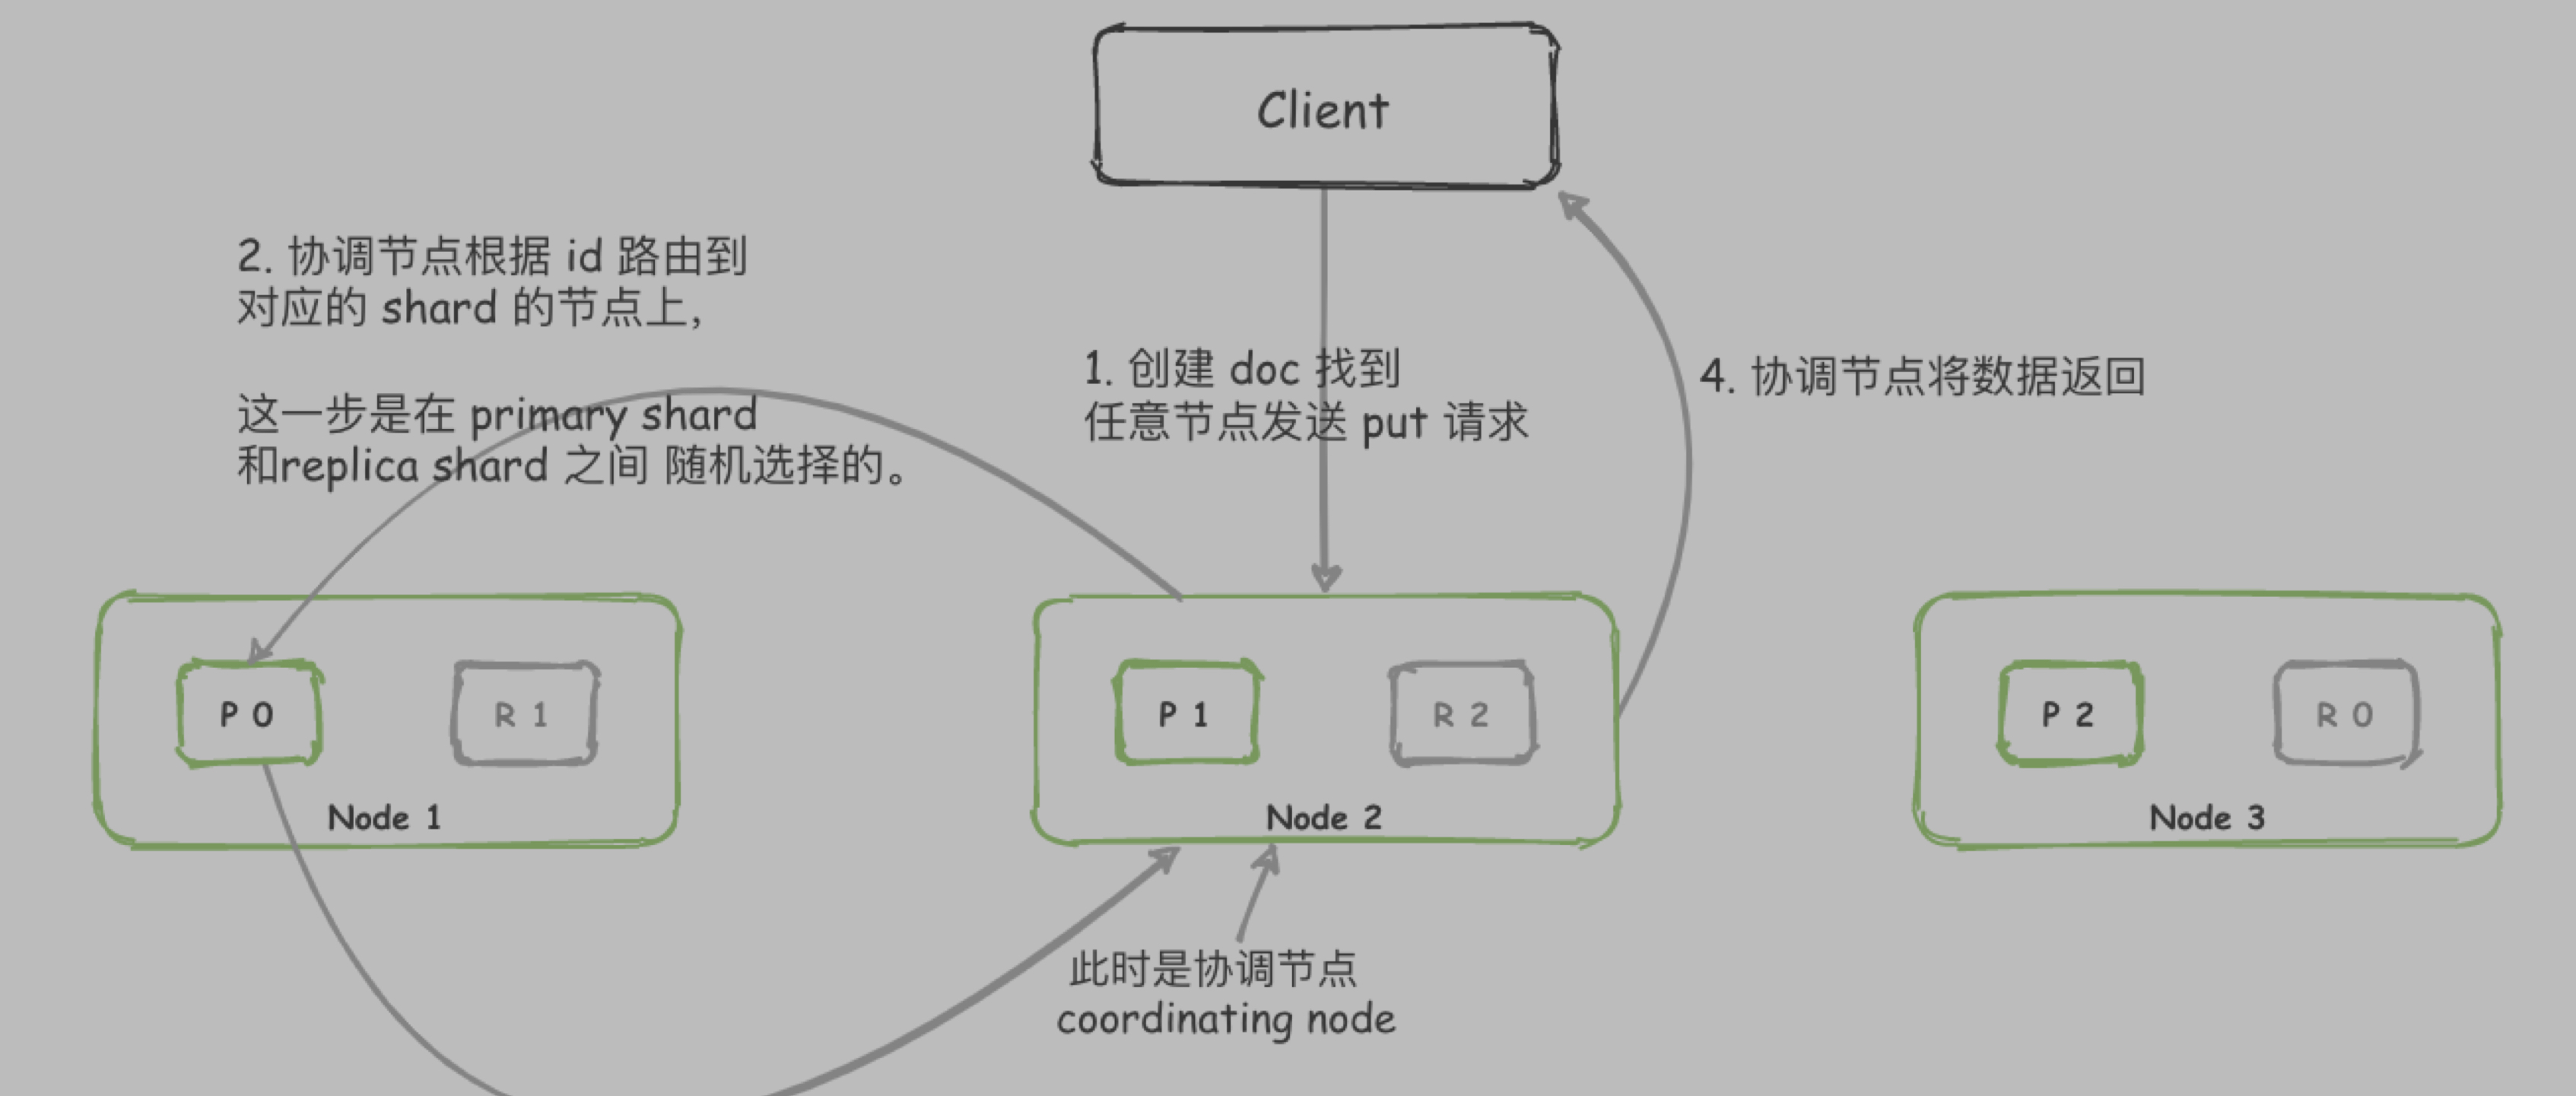 Client
2. 协调节点根据 id 路由到
对应的 shard 的节点上，
这一步是在 primary shard
和replica shard 之间 随机选择的。
1. 创建 doc 找到
任意节点发送 put 请求
4. 协调节点将数据返回
P 0
R 1
Node 1
P 1
R 2
Node 2
P 2
R 0
Node 3
此时是协调节点
coordinating node